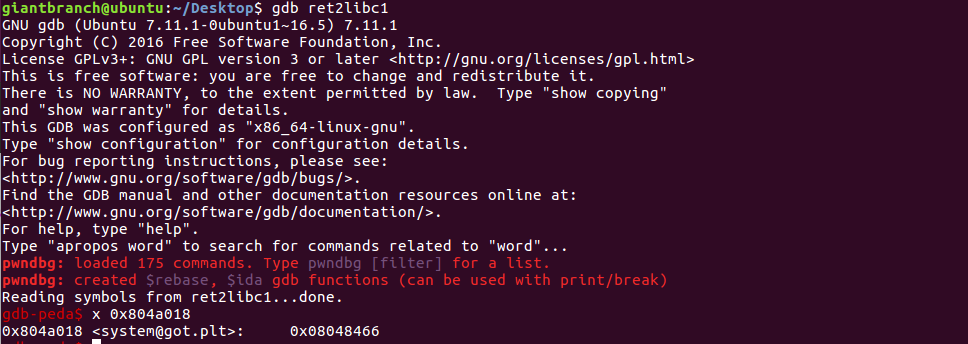 giantbranch@ubuntu:~/Desktop$ gdb ret2libc1
GNU gdb (Ubuntu 7.11.1-0ubuntu1~16.5) 7.11.1
Copyright (C) 2016 Free Software Foundation, Inc.
License GPLv3+: GNU GPL version 3 or later <http://gnu.org/licenses/gpl.html>
This is free software: you are free to change and redistribute it.
There is NO WARRANTY, to the extent permitted by law.  Type "show copying"
and "show warranty" for details.
This GDB was configured as "x86_64-linux-gnu".
Type "show configuration" for configuration details.
For bug reporting instructions, please see:
<http://www.gnu.org/software/gdb/bugs/>.
Find the GDB manual and other documentation resources online at:
<http://www.gnu.org/software/gdb/documentation/>.
For help, type "help".
Type "apropos word" to search for commands related to "word"...
pwndbg: loaded 175 commands. Type pwndbg [filter] for a list.
pwndbg: created $rebase, $ida gdb functions (can be used with print/break)
Reading symbols from ret2libc1...done.
gdb-peda$ x 0x804a018
0x804a018 <system@got.plt>:     0x08048466
gdb-peda$